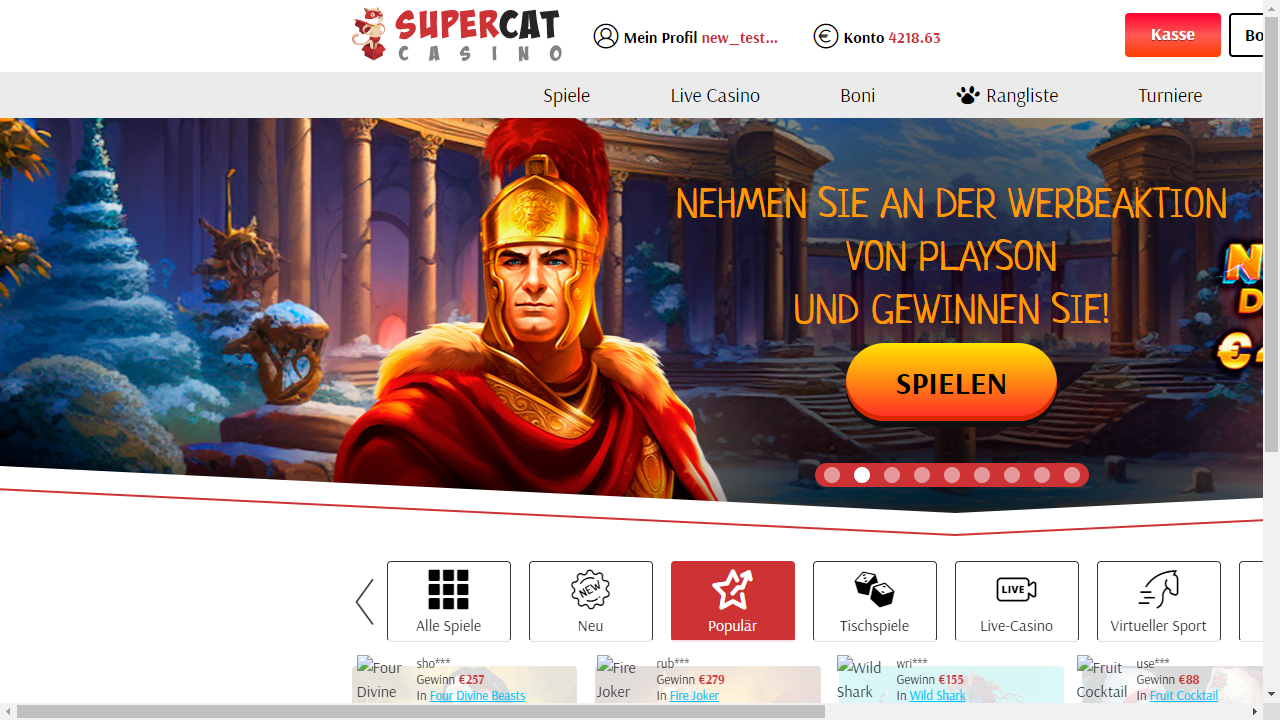 SUPERCAT
CASINO
Mein Profil new_test...
Konto 4218.63
Kasse
Bo
Spiele
Live Casino
Boni
Rangliste
Turniere
NEHMEN SIE AN DER WERBEAKTION
VON PLAYSON
UND GEWINNEN SIE!
SPIELEN
Alle Spiele
NEW
Neu
Populär
Tischspiele
LIVE
Live-Casino
Virtueller Sport
Four Divine
sho***
Gewinn €257
In Four Divine Beasts
Fire Joker
rub***
Gewinn €279
In Fire Joker
Wild Shark
wri***
Gewinn €155
In Wild Shark
Fruit Cocktail
use***
Gewinn €88
In Fruit Cocktail